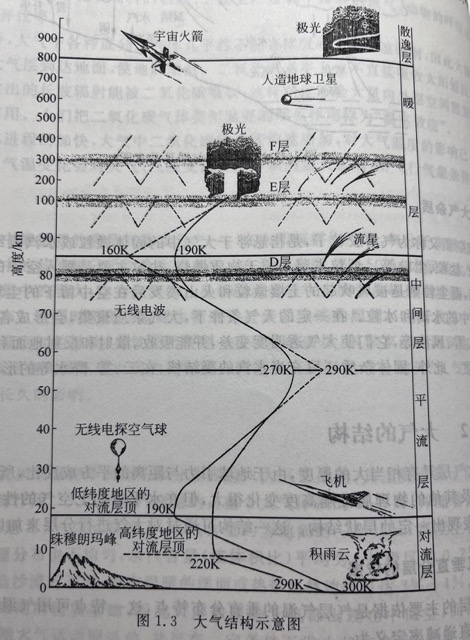 900
800
700
600
500
400
300
200
100
90
80
70
60
50
40
30
20
10
0
高度/km
宇宙火箭
极光
散逸层
人造地球卫星
暖
极光
F层
E层
层
流星
160K
190K
D层
中间层
无线电波
270K
290K
平流层
无线电探空气球
飞机
低纬度地区的
对流层顶
190K
珠穆朗玛峰
高纬度地区的
对流层顶
积雨云
对流层
220K
290K
300K
图 1.3 大气结构示意图